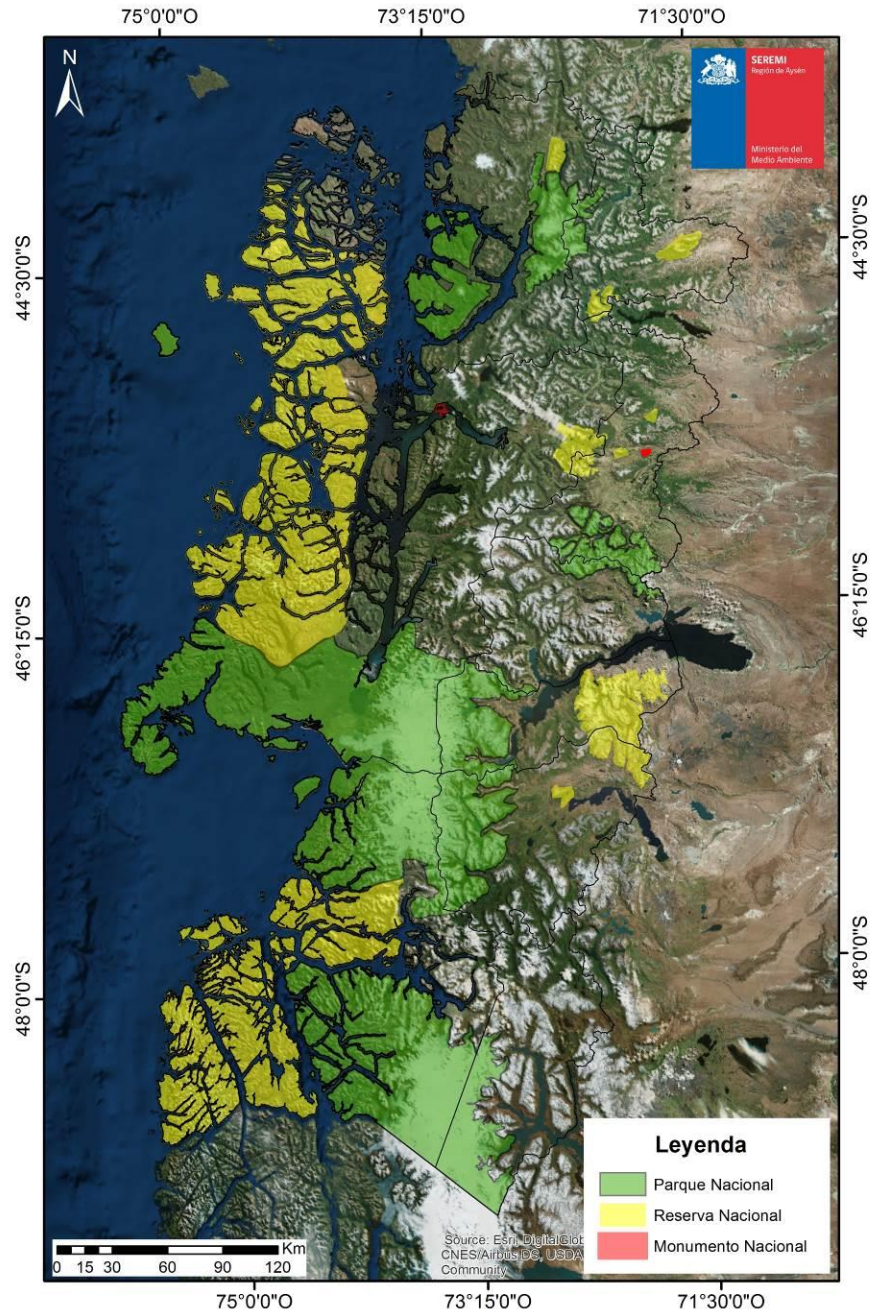 75°0'0"O 73°15'0"O 71°30'0"O
N
SEREMI
Región de Aysén
Ministerio del
Medio Ambiente
44°30'0"S
44°30'0"S
46°15'0"S
46°15'0"S
48°0'0"S
48°0'0"S
Leyenda
Parque Nacional
Reserva Nacional
Monumento Nacional
Source: Esri, DigitalGlob
CNES/Airbus DS, USDA
Community
Km
0 15 30 60 90 120
75°0'0"O 73°15'0"O 71°30'0"O